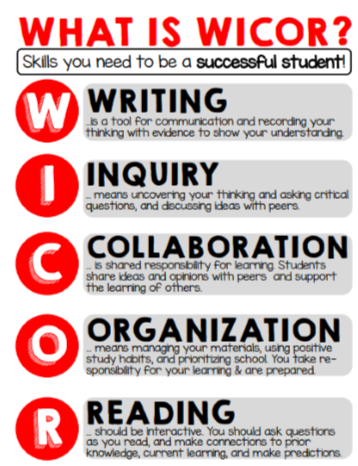 WHAT IS WICOR?
Skills you need to be a successful student!
W
WRITING
...is a tool for communication and recording your
thinking with evidence to show your understanding.
I
INQUIRY
... means uncovering your thinking and asking critical
questions, and discussing ideas with peers.
C
COLLABORATION
... is shared responsibility for learning. Students
share ideas and opinions with peers and support
the learning of others.
O
ORGANIZATION
... means managing your materials, using positive
study habits, and prioritizing school. You take re-
sponsibility for your learning & are prepared.
R
READING
... should be interactive. You should ask questions
as you read, and make connections to prior
knowledge, current learning, and make predictions.